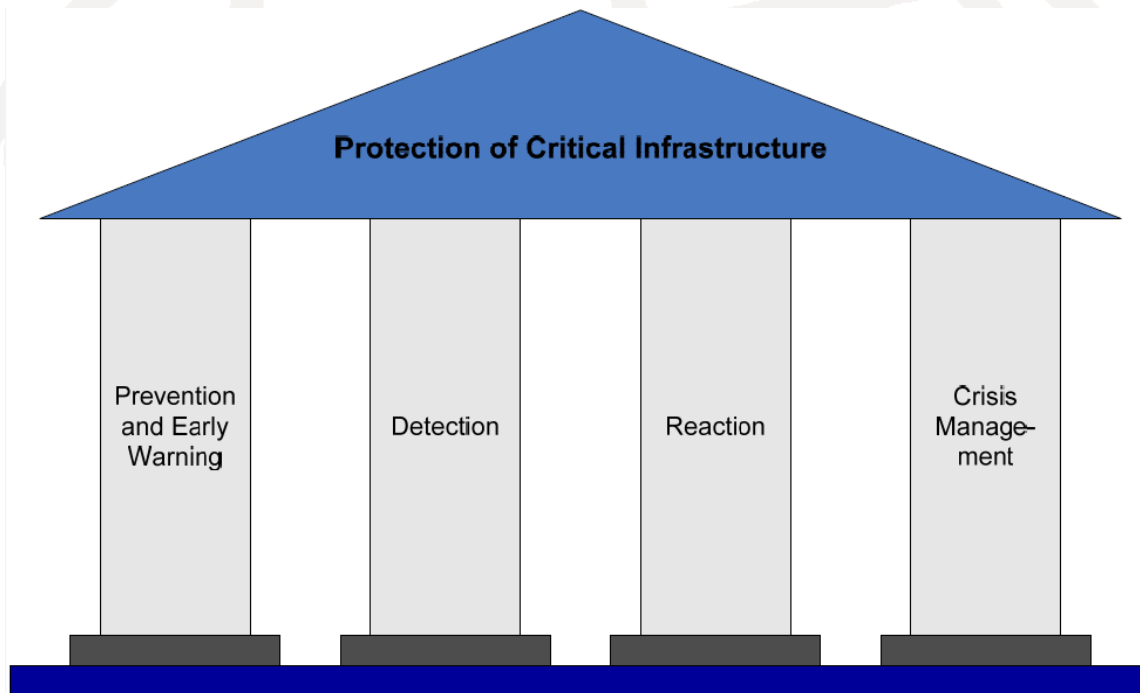 Protection of Critical Infrastructure
Prevention
and Early
Warning
Detection
Reaction
Crisis
Manage-
ment